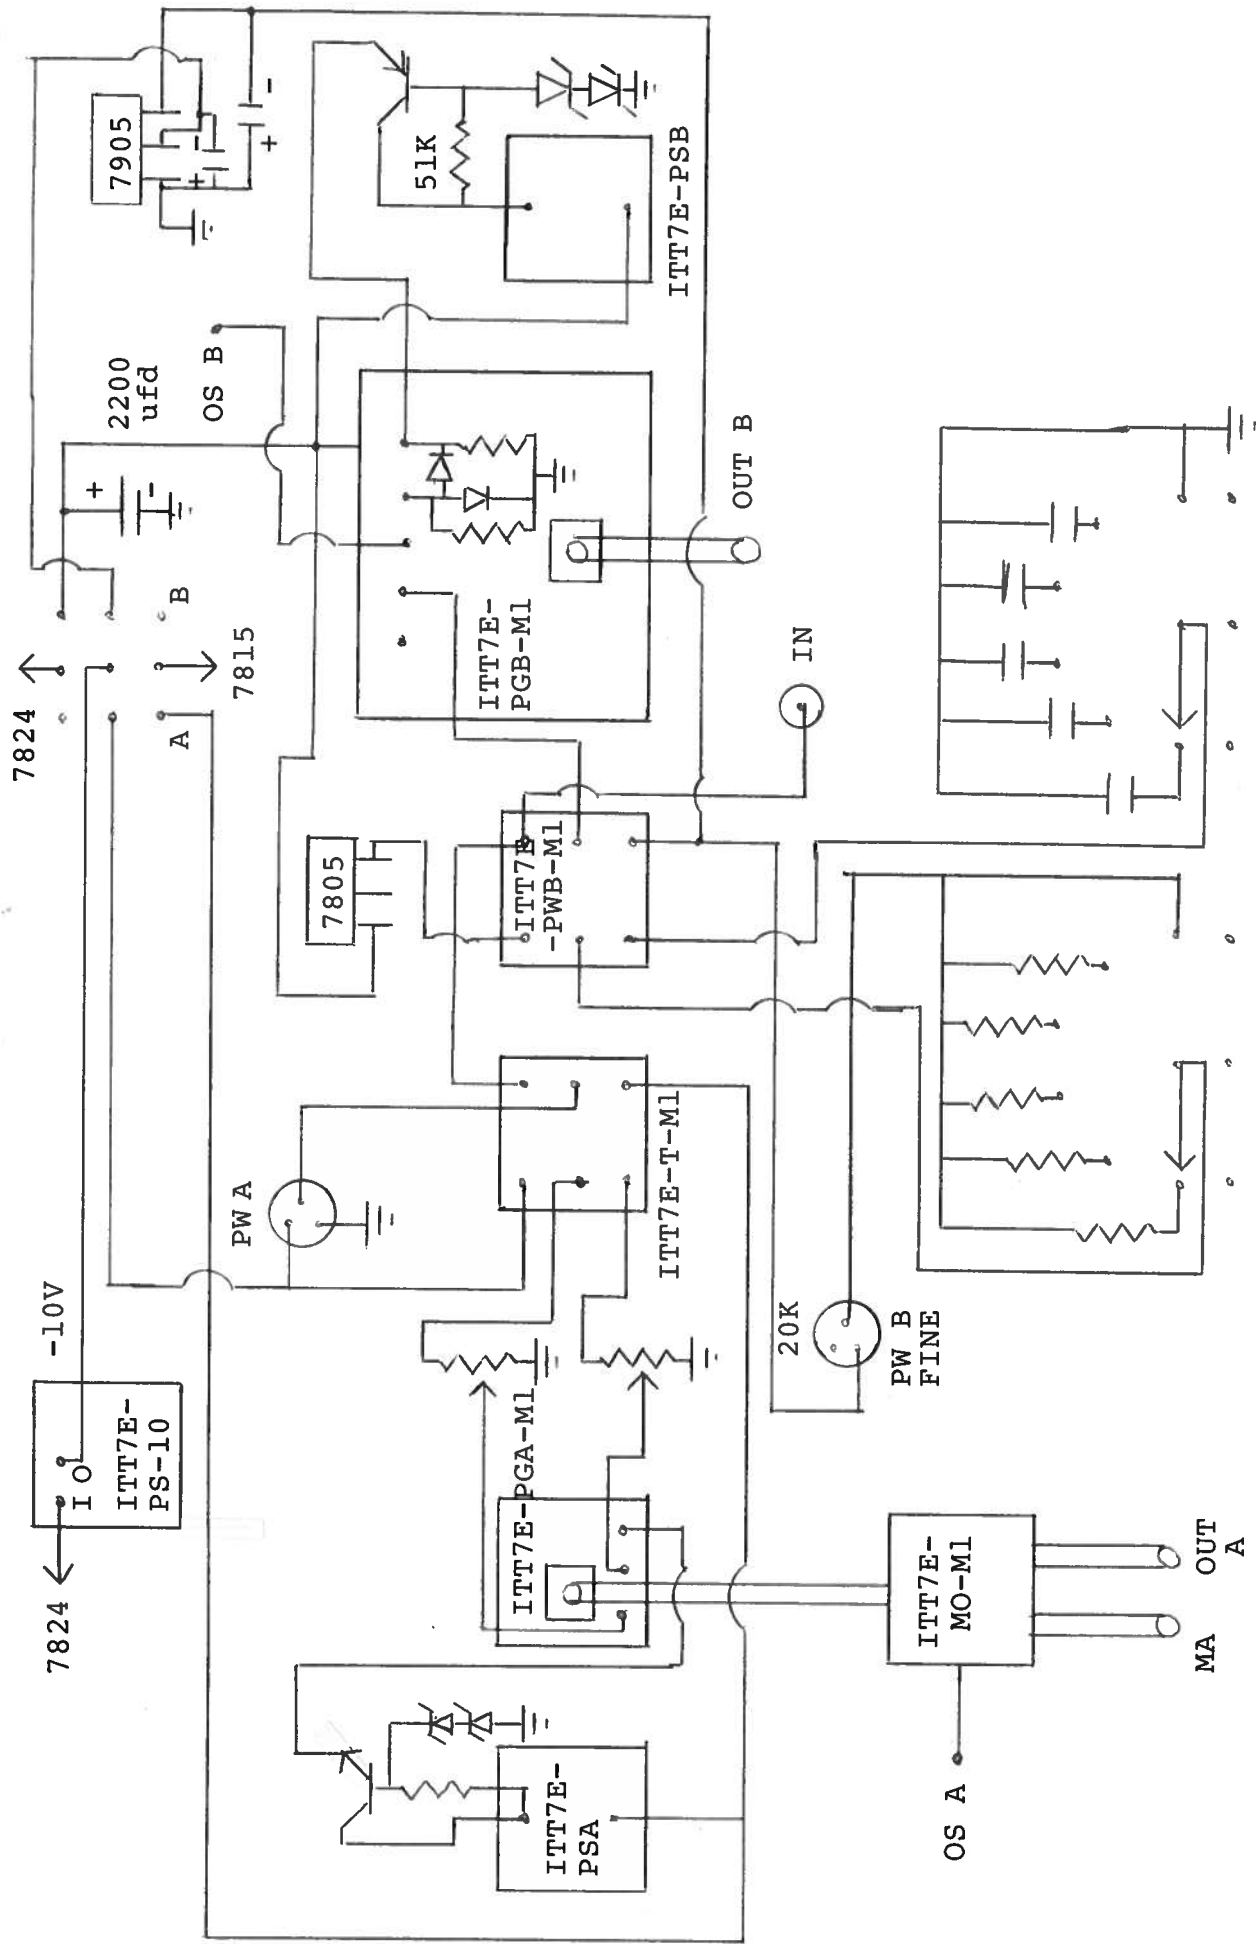 7824
-10V
I O
ITT7E-
PS-10
7824
7815
A
B
2200
ufd
+
-
OS B
7905
+
-
+
-
51K
ITT7E-PSB
PW A
7805
ITT7E
-PWB-M1
ITT7E-
PGB-M1
OUT B
IN
ITT7E-T-M1
ITT7E-PGA-M1
ITT7E-
PSA
20K
PW B
FINE
ITT7E-
MO-M1
OS A
MA
OUT
A